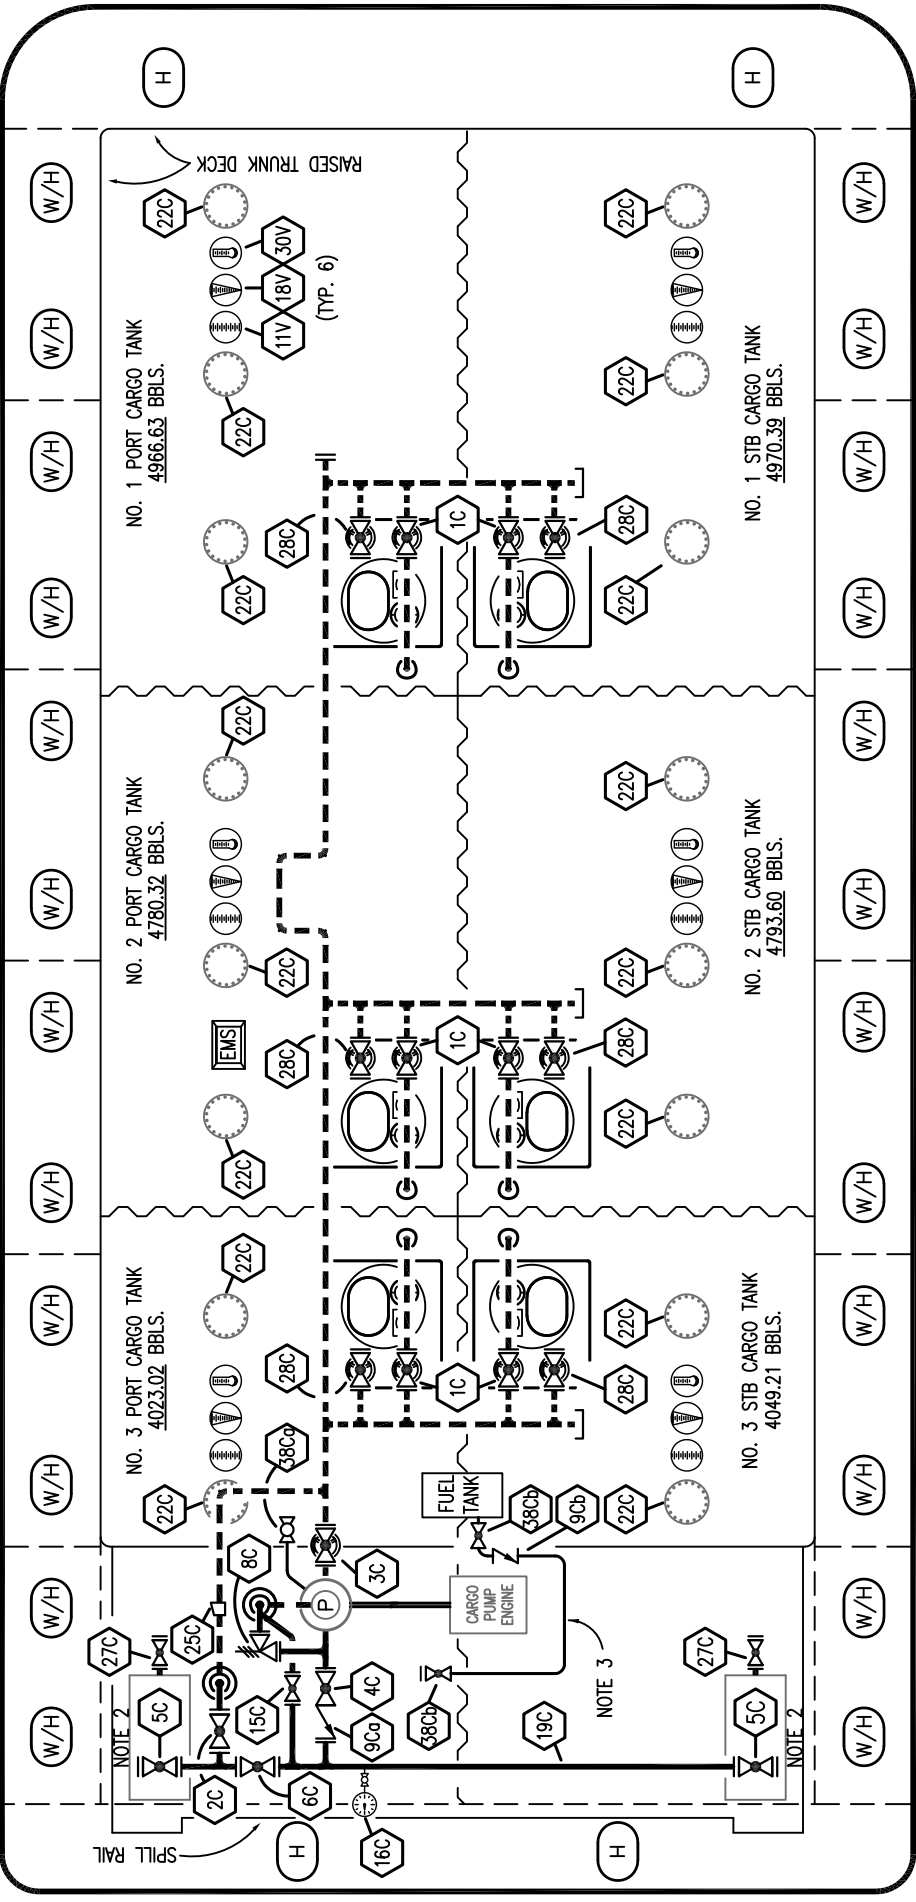 H
H
W/H
W/H
W/H
W/H
W/H
W/H
W/H
W/H
W/H
W/H
W/H
W/H
RAISED TRUNK DECK
NO. 1 PORT CARGO TANK
4966.63 BBLS.
22C
22C
22C
30V
18V
11V
(TYP. 6)
28C
1C
28C
22C
22C
22C
NO. 1 STB CARGO TANK
4970.39 BBLS.
NO. 2 PORT CARGO TANK
4780.32 BBLS.
22C
22C
22C
EMS
28C
1C
28C
22C
22C
22C
NO. 2 STB CARGO TANK
4793.60 BBLS.
NO. 3 PORT CARGO TANK
4023.02 BBLS.
22C
22C
28C
1C
28C
22C
22C
NO. 3 STB CARGO TANK
4049.21 BBLS.
38Ca
FUEL
TANK
38Cb
9Cb
8C
3C
P
CARGO
PUMP
ENGINE
25C
27C
5C
NOTE 2
15C
4C
9Ca
38Cb
NOTE 3
19C
27C
5C
NOTE 2
2C
6C
16C
SPILL RAIL
H
H
W/H
W/H
W/H
W/H
W/H
W/H
W/H
W/H
W/H
W/H
W/H
W/H